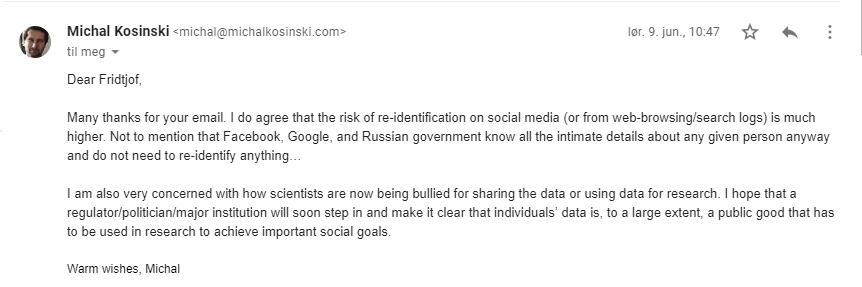 Michal Kosinski <michal@michalkosinski.com>
lør. 9. jun., 10:47
til meg
Dear Fridtjof,
Many thanks for your email. I do agree that the risk of re-identification on social media (or from web-browsing/search logs) is much
higher. Not to mention that Facebook, Google, and Russian government know all the intimate details about any given person anyway
and do not need to re-identify anything…
I am also very concerned with how scientists are now being bullied for sharing the data or using data for research. I hope that a
regulator/politician/major institution will soon step in and make it clear that individuals’ data is, to a large extent, a public good that has
to be used in research to achieve important social goals.
Warm wishes, Michal